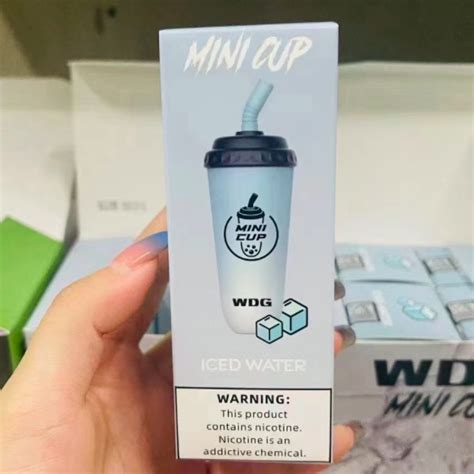 MINI CUP
MINI
CUP
WDG
ICED WATER
WARNING:
This product
contains nicotine.
Nicotine is an
addictive chemical.
WDG
MINI CUP